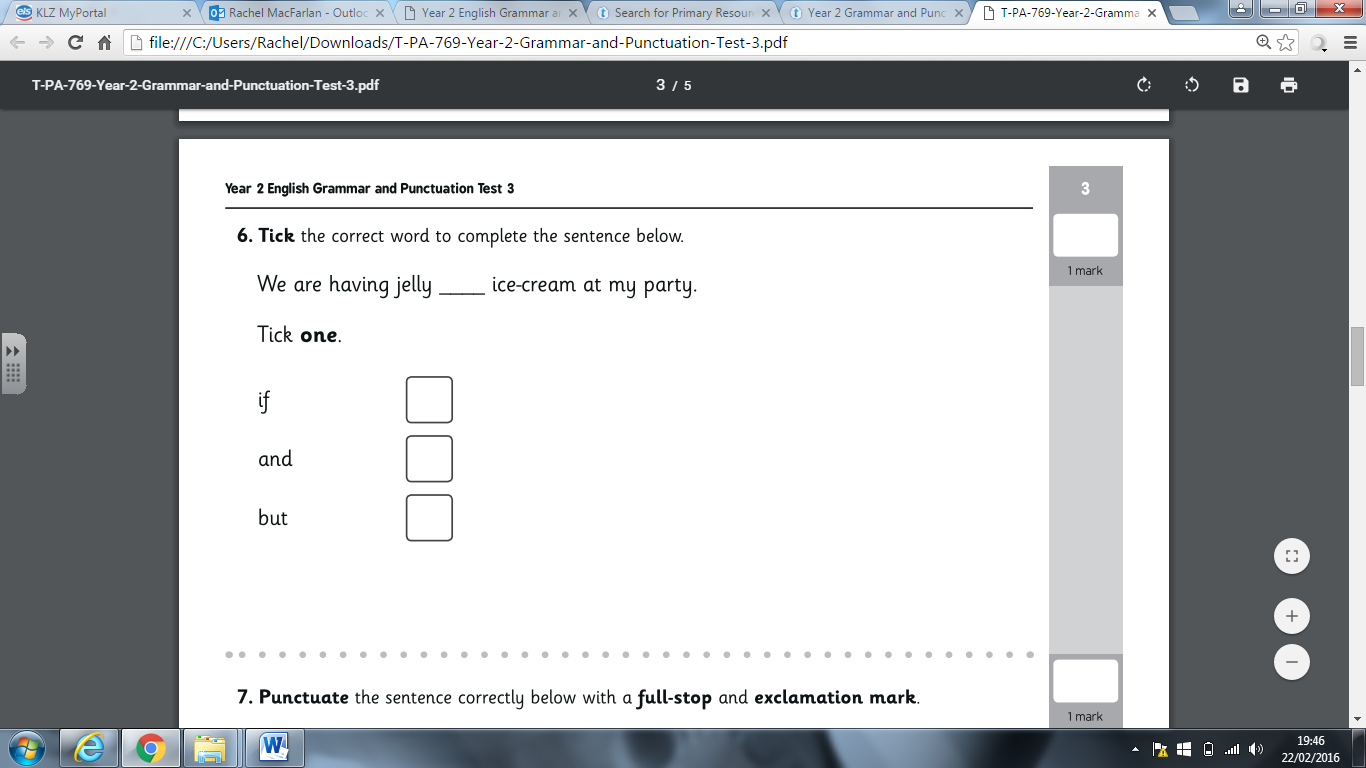 KLZ MyPortal
Rachel MacFarlan - Outloo
Year 2 English Grammar a
Search for Primary Resour
Year 2 Grammar and Punc
T-PA-769-Year-2-Gramma
file:///C:/Users/Rachel/Downloads/T-PA-769-Year-2-Grammar-and-Punctuation-Test-3.pdf
T-PA-769-Year-2-Grammar-and-Punctuation-Test-3.pdf
3 / 5
Year 2 English Grammar and Punctuation Test 3
3
6. Tick the correct word to complete the sentence below.
1 mark
We are having jelly ____ ice-cream at my party.
Tick one.
if
and
but
7. Punctuate the sentence correctly below with a full-stop and exclamation mark.
1 mark
19:46
22/02/2016